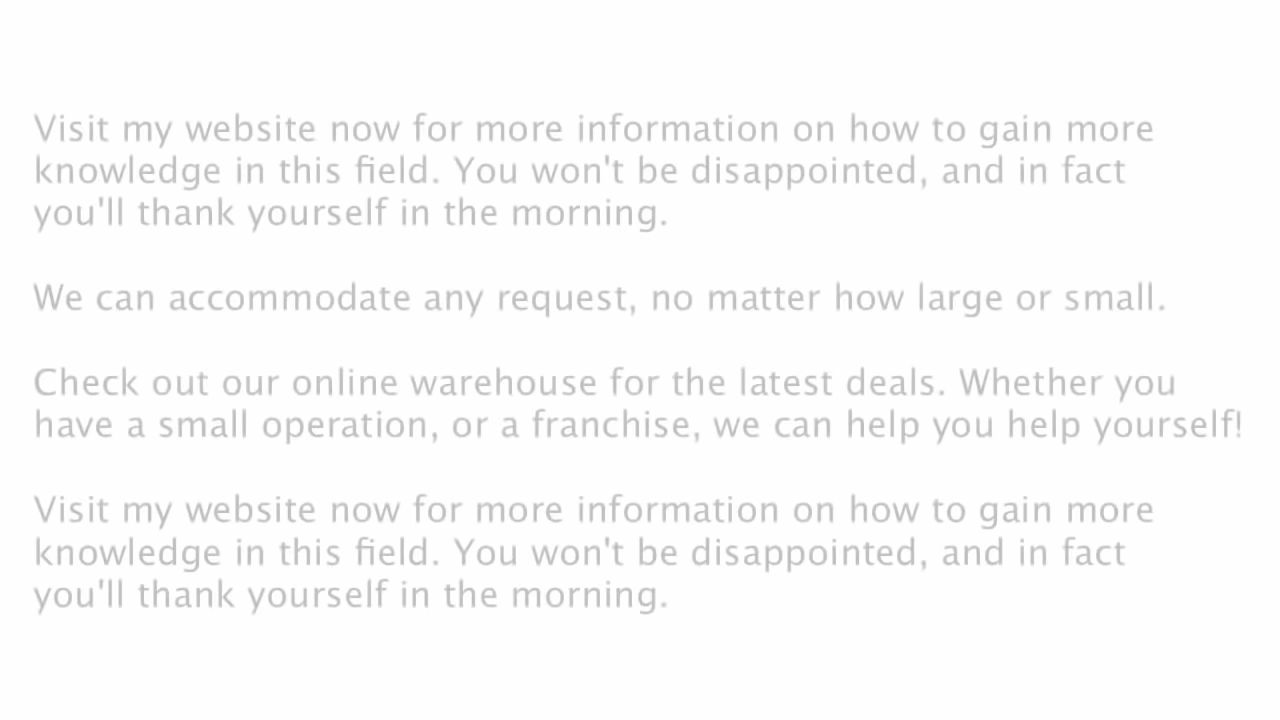 Visit my website now for more information on how to gain more
knowledge in this field. You won't be disappointed, and in fact
you'll thank yourself in the morning.
We can accommodate any request, no matter how large or small.
Check out our online warehouse for the latest deals. Whether you
have a small operation, or a franchise, we can help you help yourself!
Visit my website now for more information on how to gain more
knowledge in this field. You won't be disappointed, and in fact
you'll thank yourself in the morning.